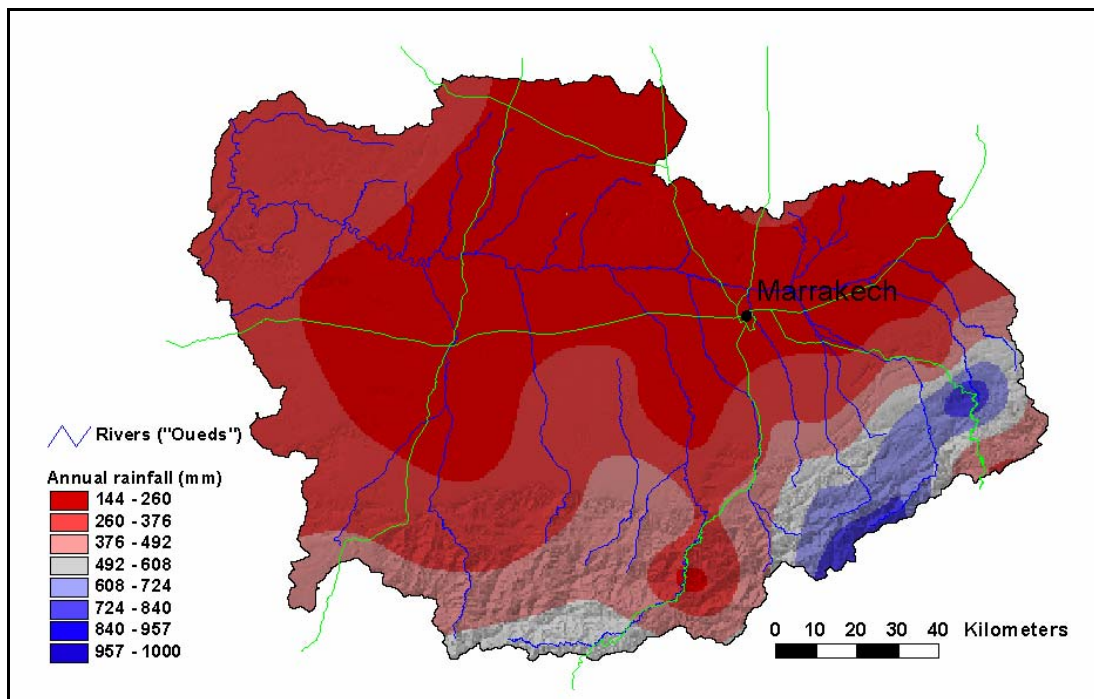 Marrakech
Rivers ("Oueds")
Annual rainfall (mm)
144 - 260
260 - 376
376 - 492
492 - 608
608 - 724
724 - 840
840 - 957
957 - 1000
0 10 20 30 40 Kilometers